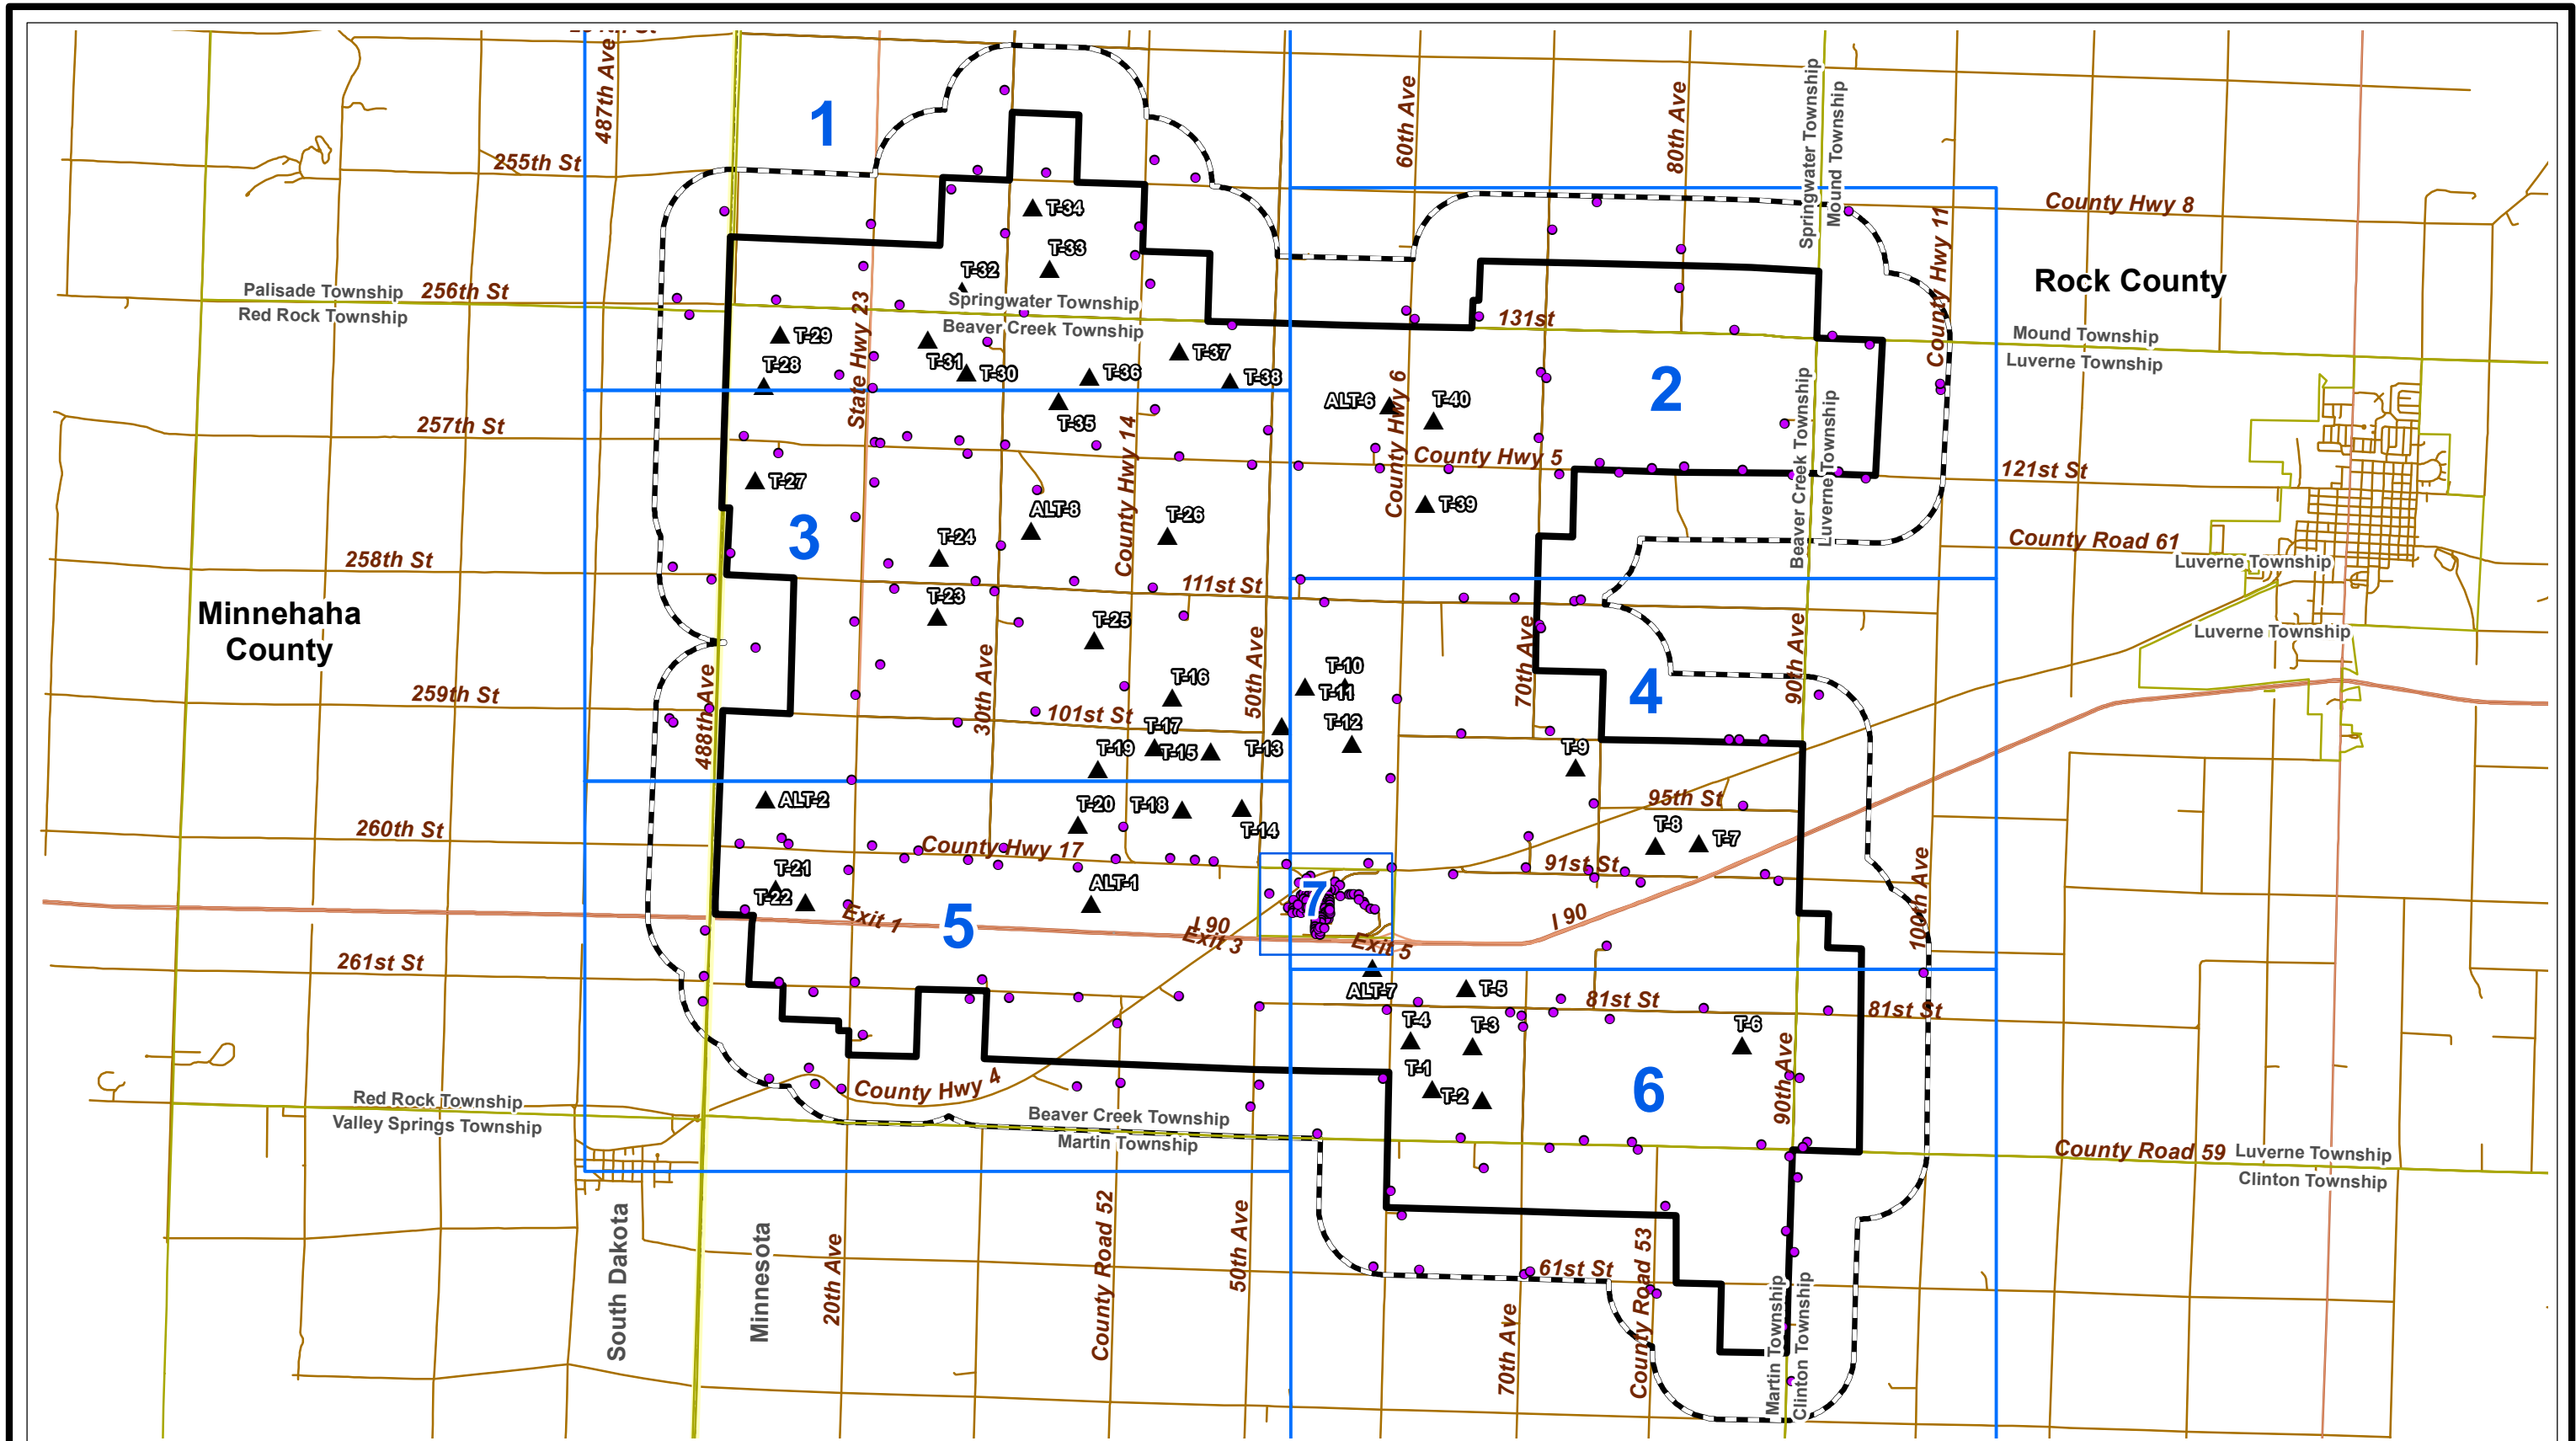 487th Ave
1
255th St
60th Ave
80th Ave
Springwater Township
Mound Township
County Hwy 8
County Hwy 11
Rock County
T-34
T-33
T-32
Palisade Township
256th St
Red Rock Township
Springwater Township
Beaver Creek Township
State Hwy 23
131st
Mound Township
Luverne Township
T-29
T-28
T-31
T-30
T-36
T-37
T-38
2
ALT-6
T-40
County Hwy 6
257th St
T-35
County Hwy 14
County Hwy 5
Beaver Creek Township
Luverne Township
121st St
T-27
3
T-24
ALT-8
T-26
T-39
County Road 61
Luverne Township
258th St
111st St
Minnehaha
County
T-23
T-25
Luverne Township
259th St
488th Ave
30th Ave
T-16
50th Ave
T-10
T-11
70th Ave
4
90th Ave
101st St
T-17
T-19
T-15
T-13
T-12
T-9
ALT-2
T-20
T-18
T-14
95th St
260th St
County Hwy 17
T-8
T-7
T-21
T-22
ALT-1
7
91st St
100th Ave
Exit 1
5
I 90
Exit 3
Exit 5
I 90
261st St
ALT-7
T-5
81st St
81st St
T-4
T-3
T-6
T-1
T-2
6
90th Ave
County Hwy 4
Red Rock Township
Valley Springs Township
Beaver Creek Township
Martin Township
County Road 59
Luverne Township
Clinton Township
South Dakota
Minnesota
20th Ave
County Road 52
50th Ave
70th Ave
61st St
County Road 53
Martin Township
Clinton Township